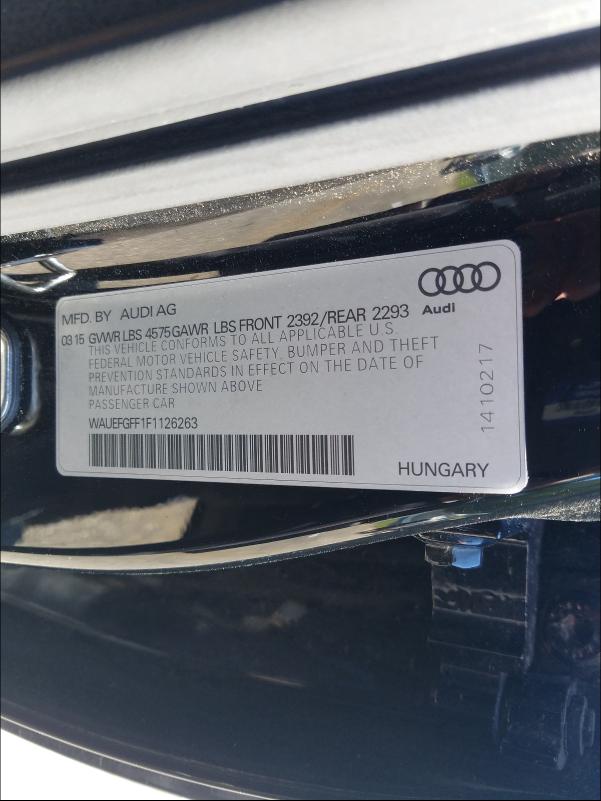 MFD. BY AUDI AG
Audi
03 15 GVWR LBS 4575 GAWR LBS FRONT 2392/REAR 2293
THIS VEHICLE CONFORMS TO ALL APPLICABLE U.S.
FEDERAL MOTOR VEHICLE SAFETY, BUMPER AND THEFT
PREVENTION STANDARDS IN EFFECT ON THE DATE OF
MANUFACTURE SHOWN ABOVE
PASSENGER CAR
WAUEFGFF1F1126263
HUNGARY
1410217